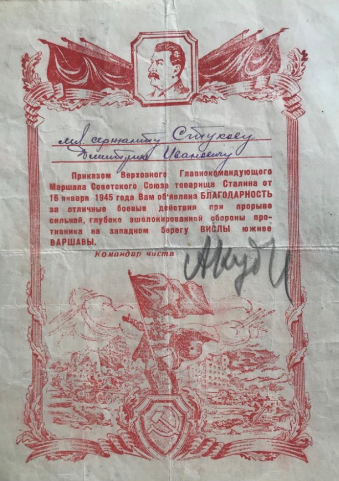 мл. сержанту Стукову
Дмитрию Ивановичу
Приказом Верховного Главнокомандующего
Маршала Советского Союза товарища Сталина от
16 января 1945 года Вам об'явлена БЛАГОДАРНОСТЬ
за отличные боевые действия при прорыве
сильной, глубоко эшелонированной обороны про-
тивника на западном берегу ВИСЛЫ южнее
ВАРШАВЫ.
Командир части